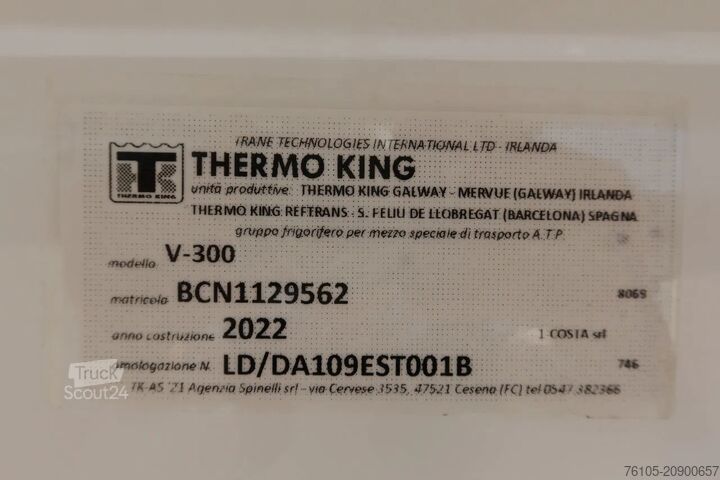 TRANE TECHNOLOGIES INTERNATIONAL LTD - IRLANDA
THERMO KING
THERMO KING
unità produttive: THERMO KING GALWAY - MERVUE (GALWAY) IRLANDA
THERMO KING REFTRANS - S. FELIU DE LLOBREGAT (BARCELONA) SPAGNA
gruppo frigorifero per mezzo speciale di trasporto A.T.P.
modello V-300
matricola BCN1129562 8069
anno costruzione 2022 1 COSTA srl
omologazione N. LD/DA109EST001B 746
TK-AS '21 Agenzia Spinelli srl - via Cervese 3535, 47521 Cesena (FC) tel 0547 382366
Truck
Scout24
76105-20900657